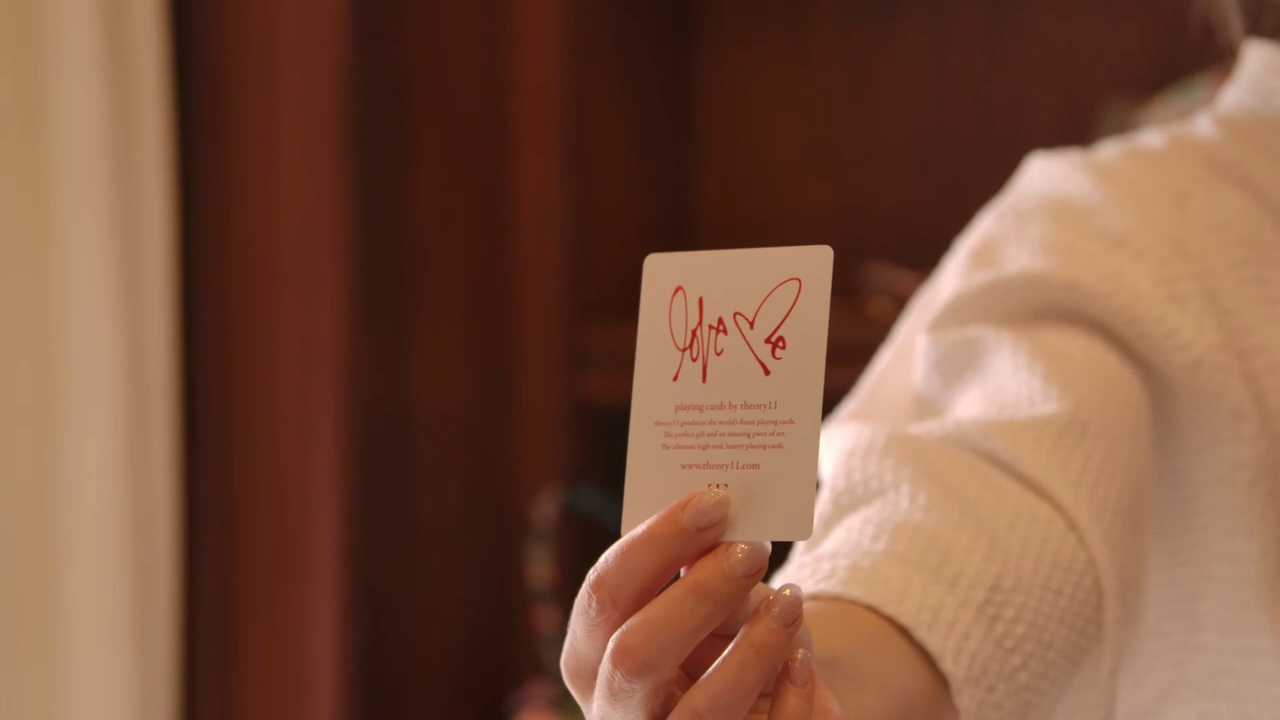 love me
playing cards by theory11
theory11 produces the world's finest playing cards.
The perfect gift and an amazing piece of art.
The ultimate high-end, luxury playing cards.
www.theory11.com